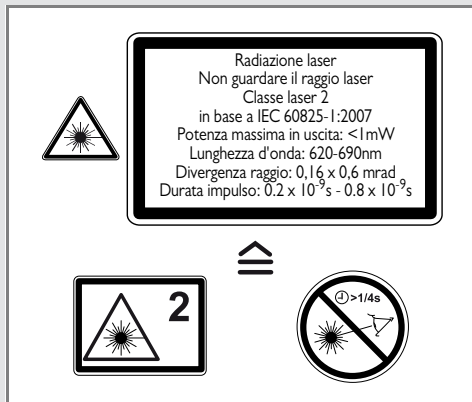 Radiazione laser
Non guardare il raggio laser
Classe laser 2
in base a IEC 60825-1:2007
Potenza massima in uscita: <1mW
Lunghezza d'onda: 620-690nm
Divergenza raggio: 0,16 x 0,6 mrad
Durata impulso: 0.2 x 10⁻⁹s - 0.8 x 10⁻⁹s
2
>1/4s